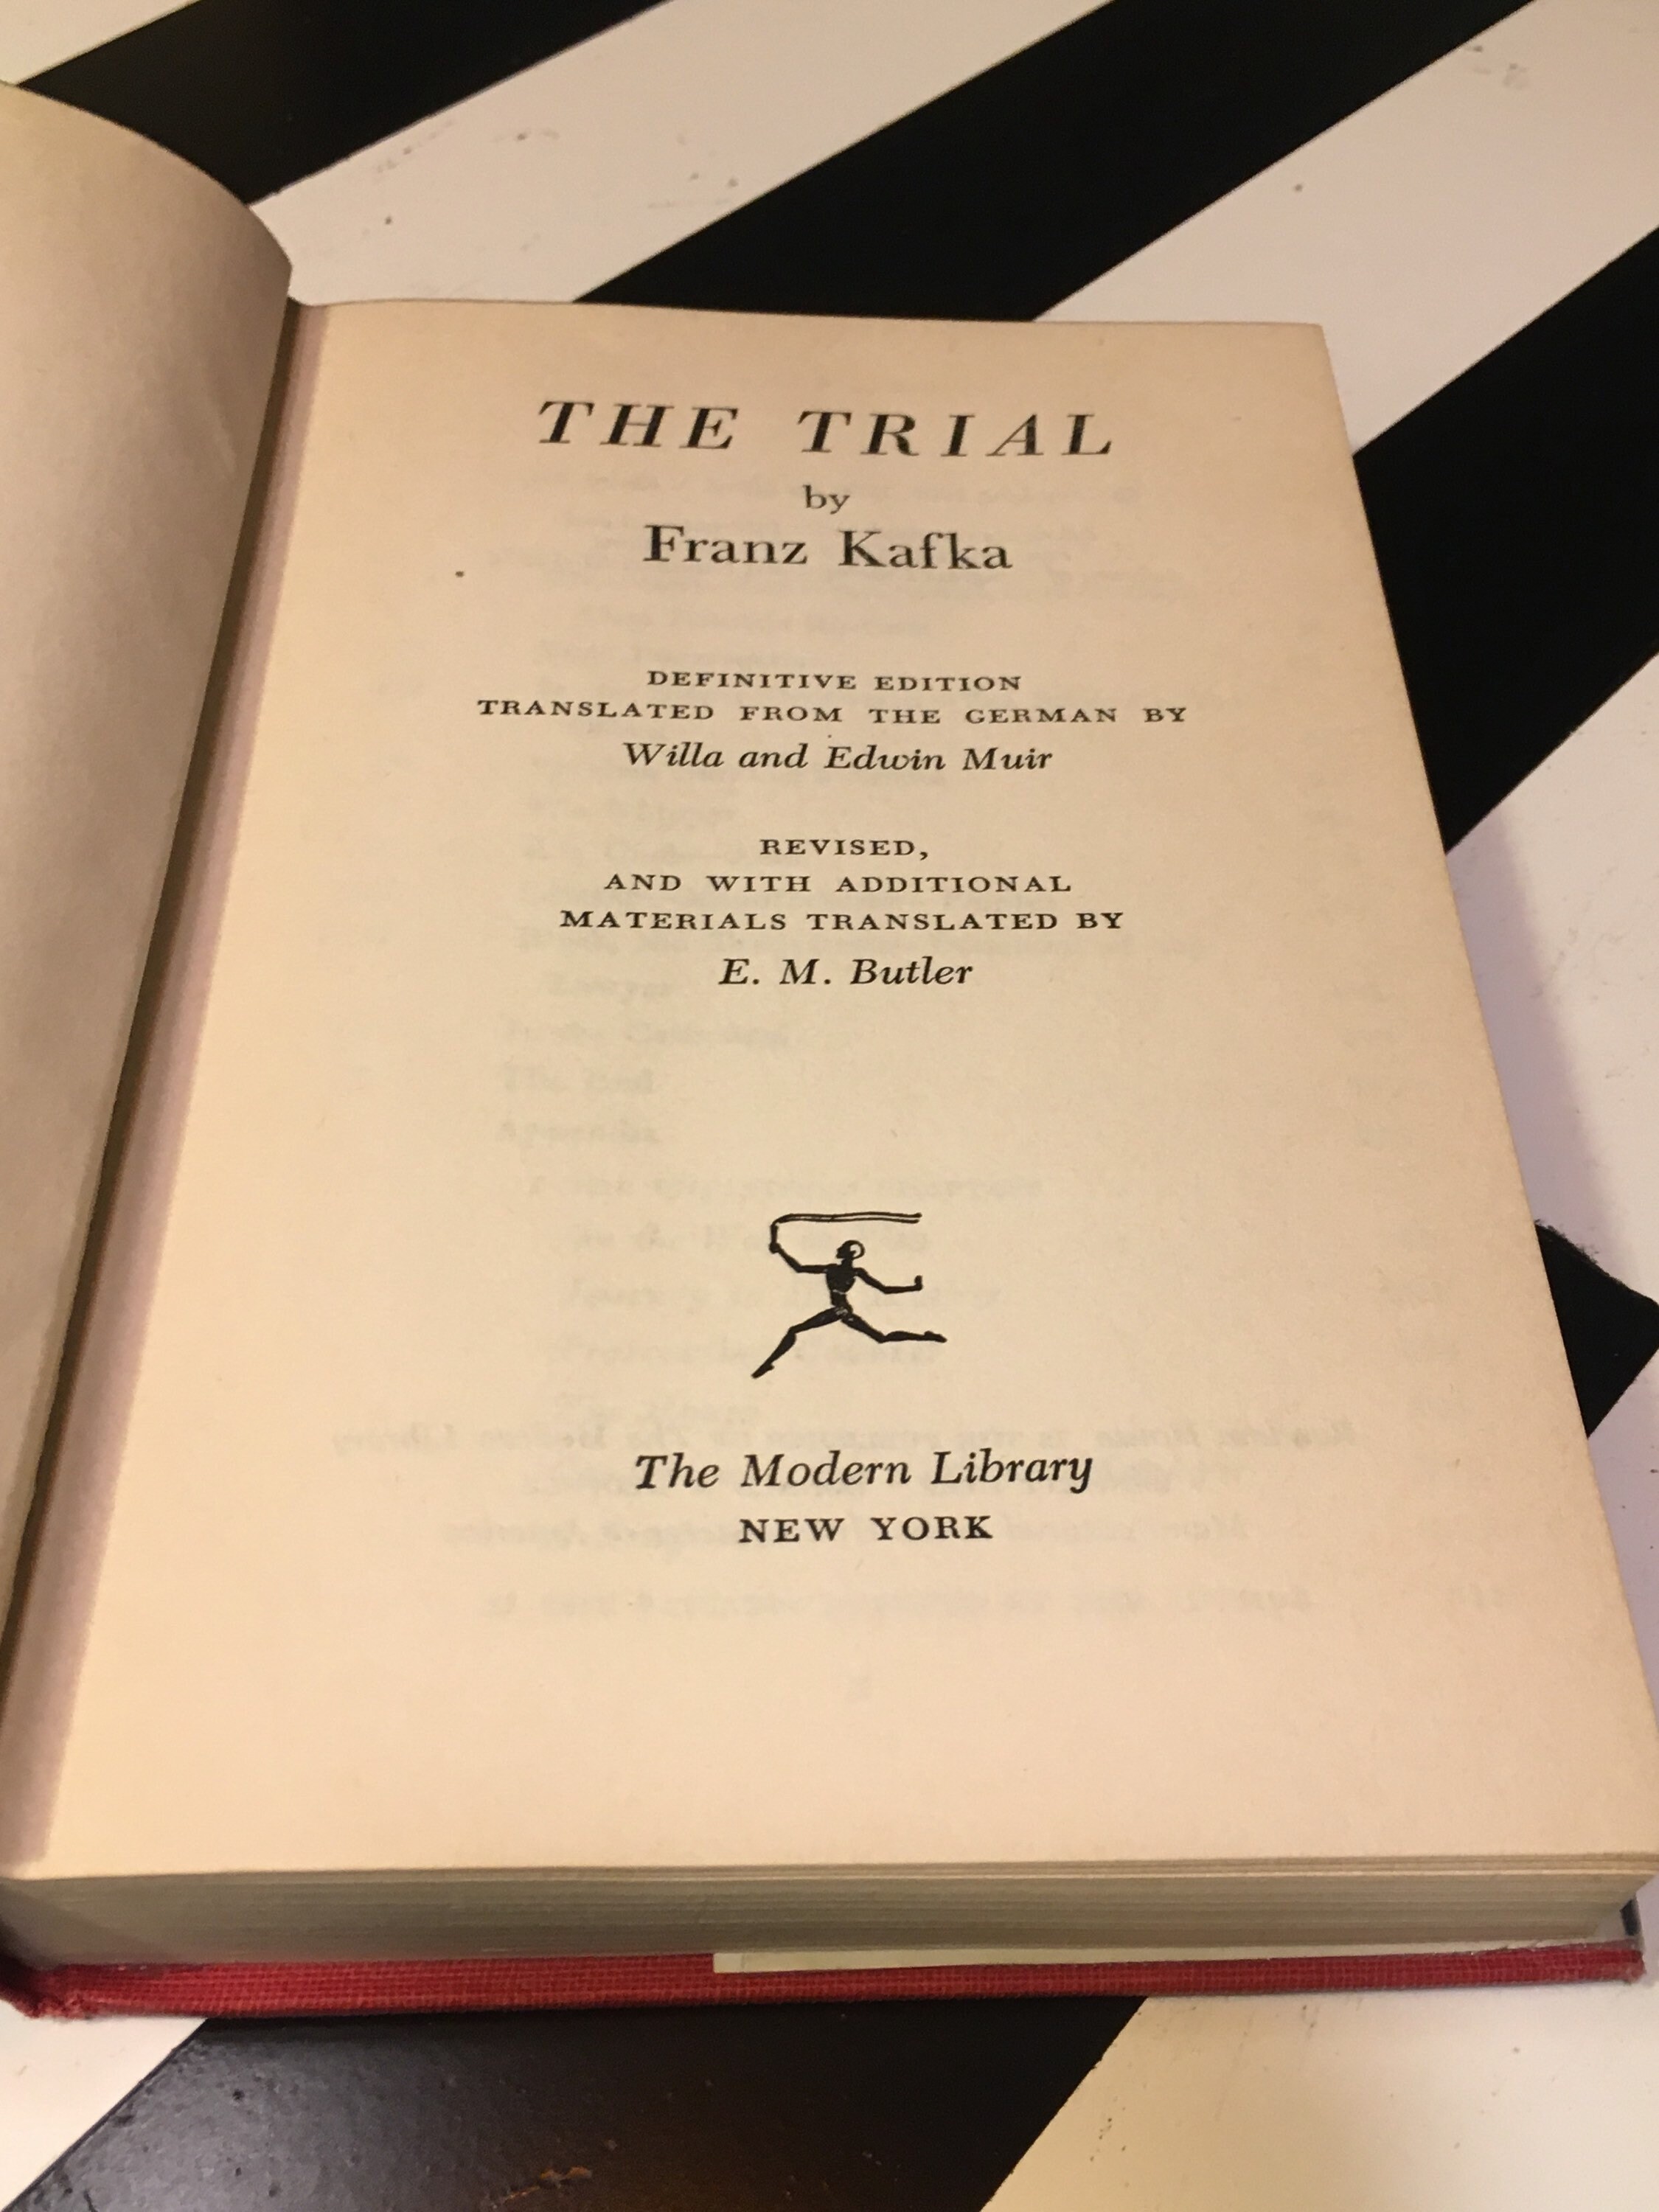 THE TRIAL
by
Franz Kafka
DEFINITIVE EDITION
TRANSLATED FROM THE GERMAN BY
Willa and Edwin Muir
REVISED,
AND WITH ADDITIONAL
MATERIALS TRANSLATED BY
E. M. Butler
The Modern Library
NEW YORK